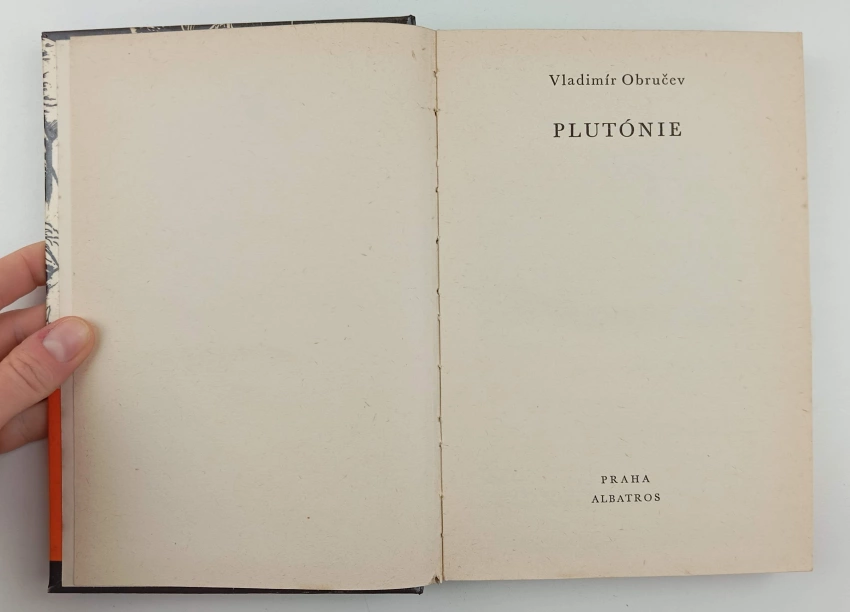 Vladimír Obručev
PLUTÓNIE
PRAHA
ALBATROS